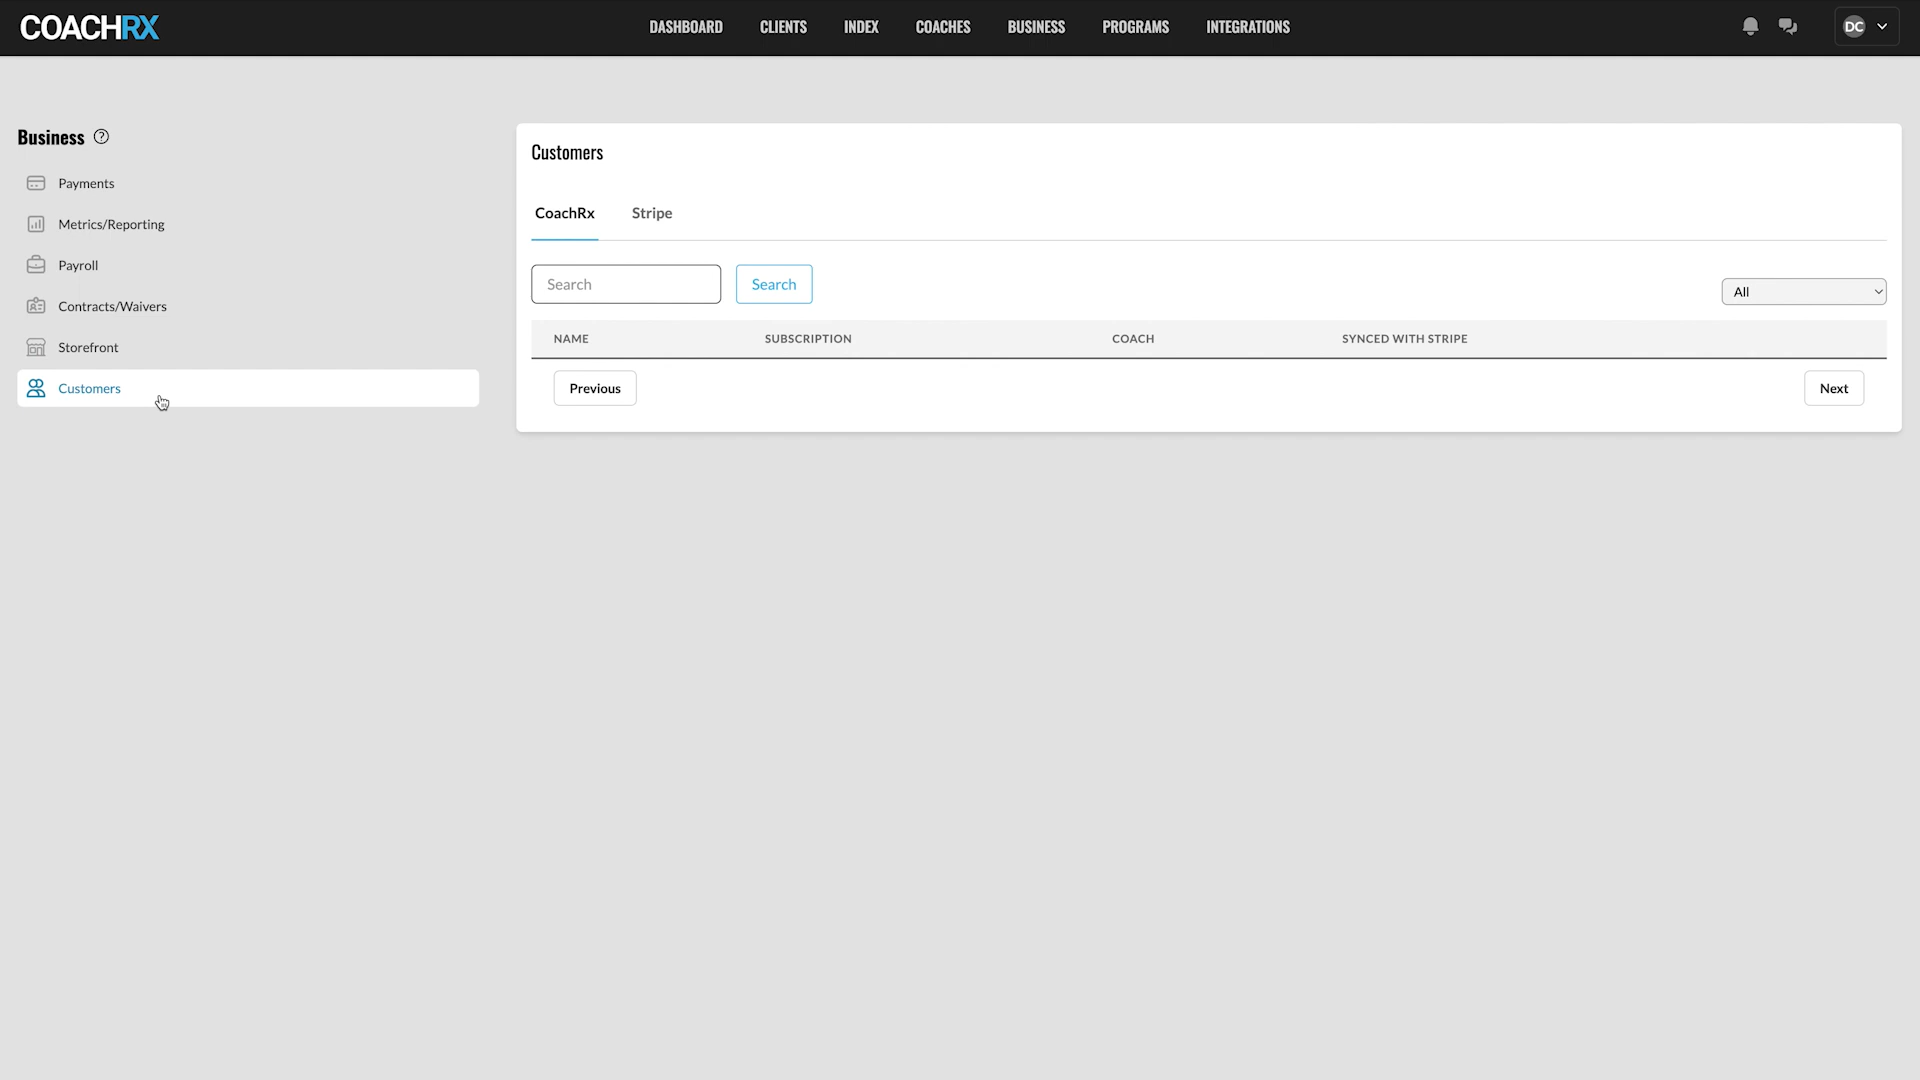 COACHRX
DASHBOARD CLIENTS INDEX COACHES BUSINESS PROGRAMS INTEGRATIONS
DC
Business ?
Payments
Metrics/Reporting
Payroll
Contracts/Waivers
Storefront
Customers
Customers
CoachRx Stripe
Search Search
All
NAME SUBSCRIPTION COACH SYNCED WITH STRIPE
Previous Next